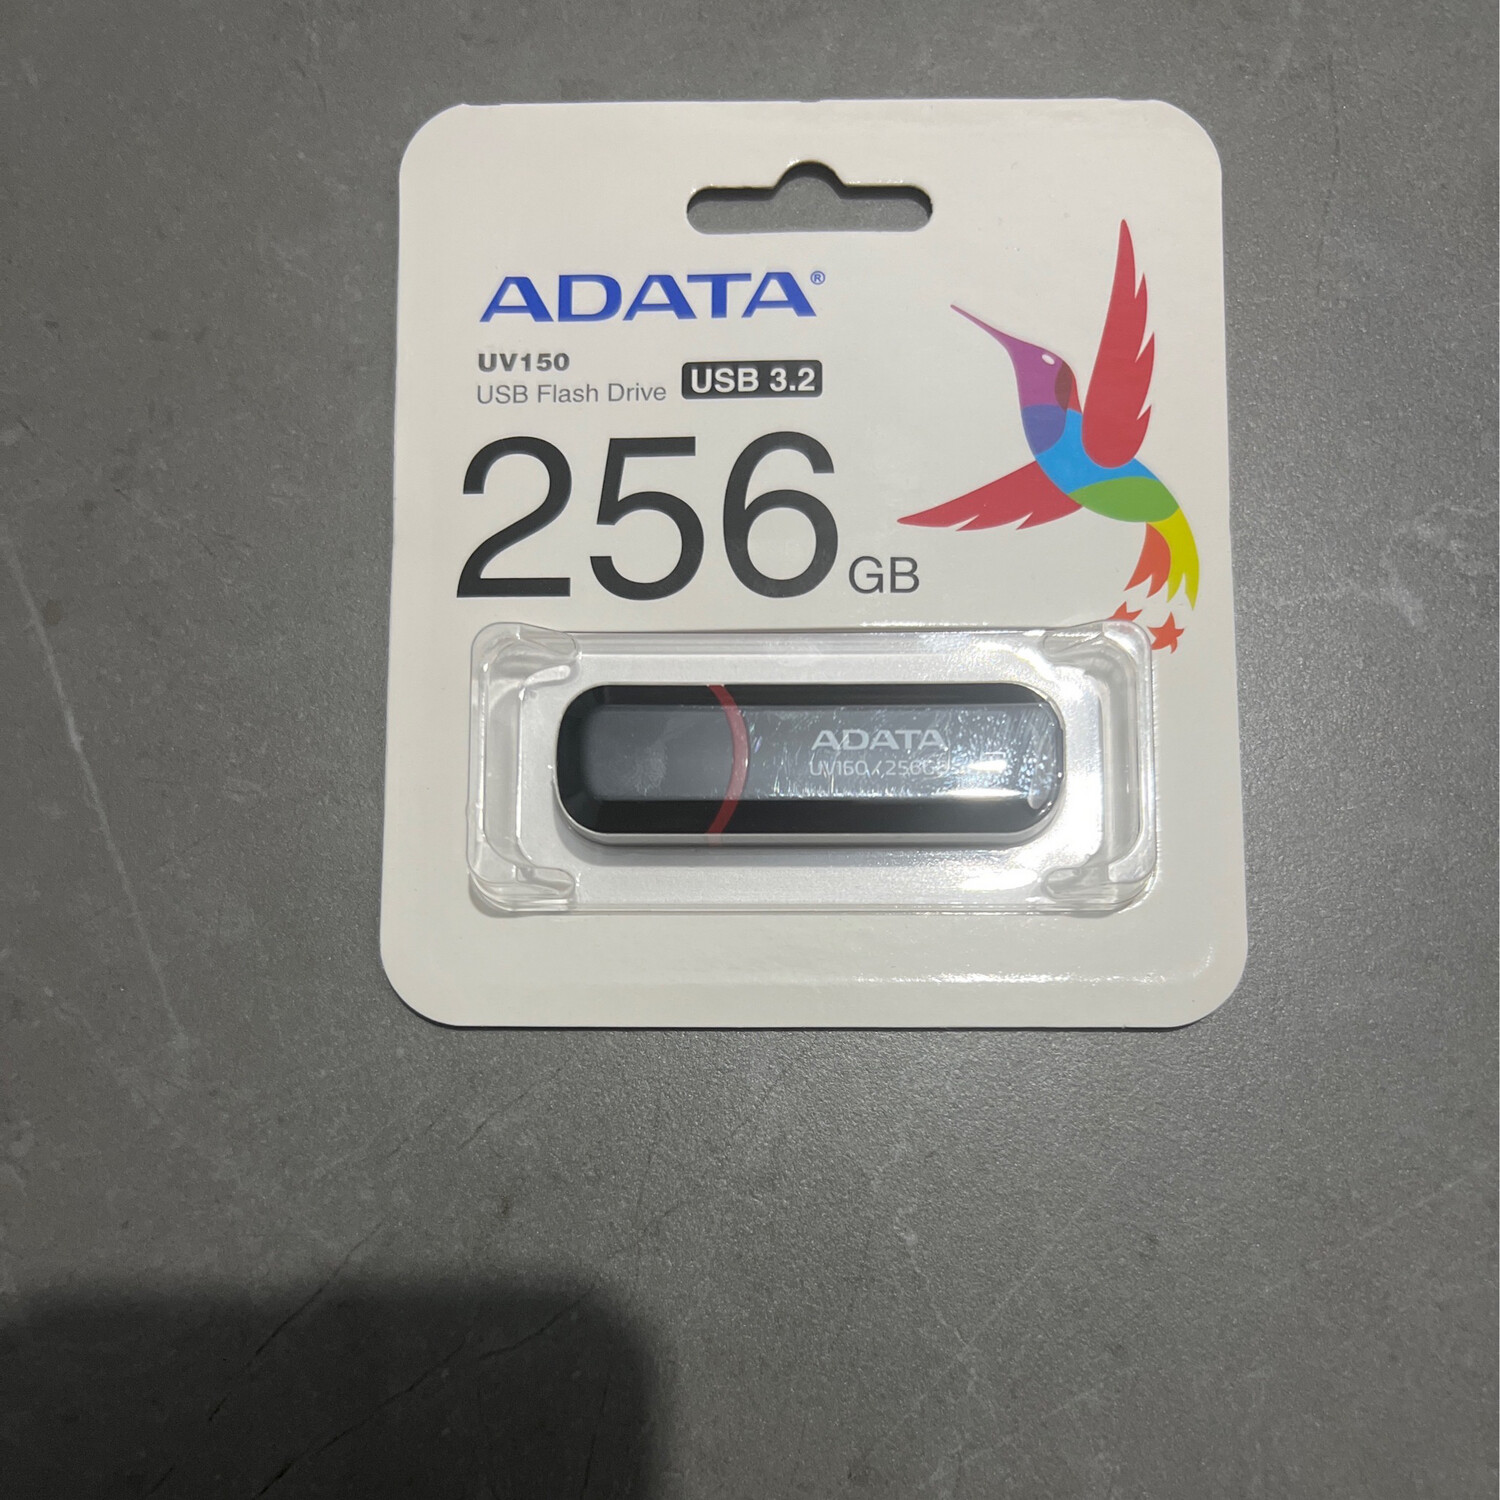 ADATA®
UV150
USB Flash Drive USB 3.2
256 GB
ADATA